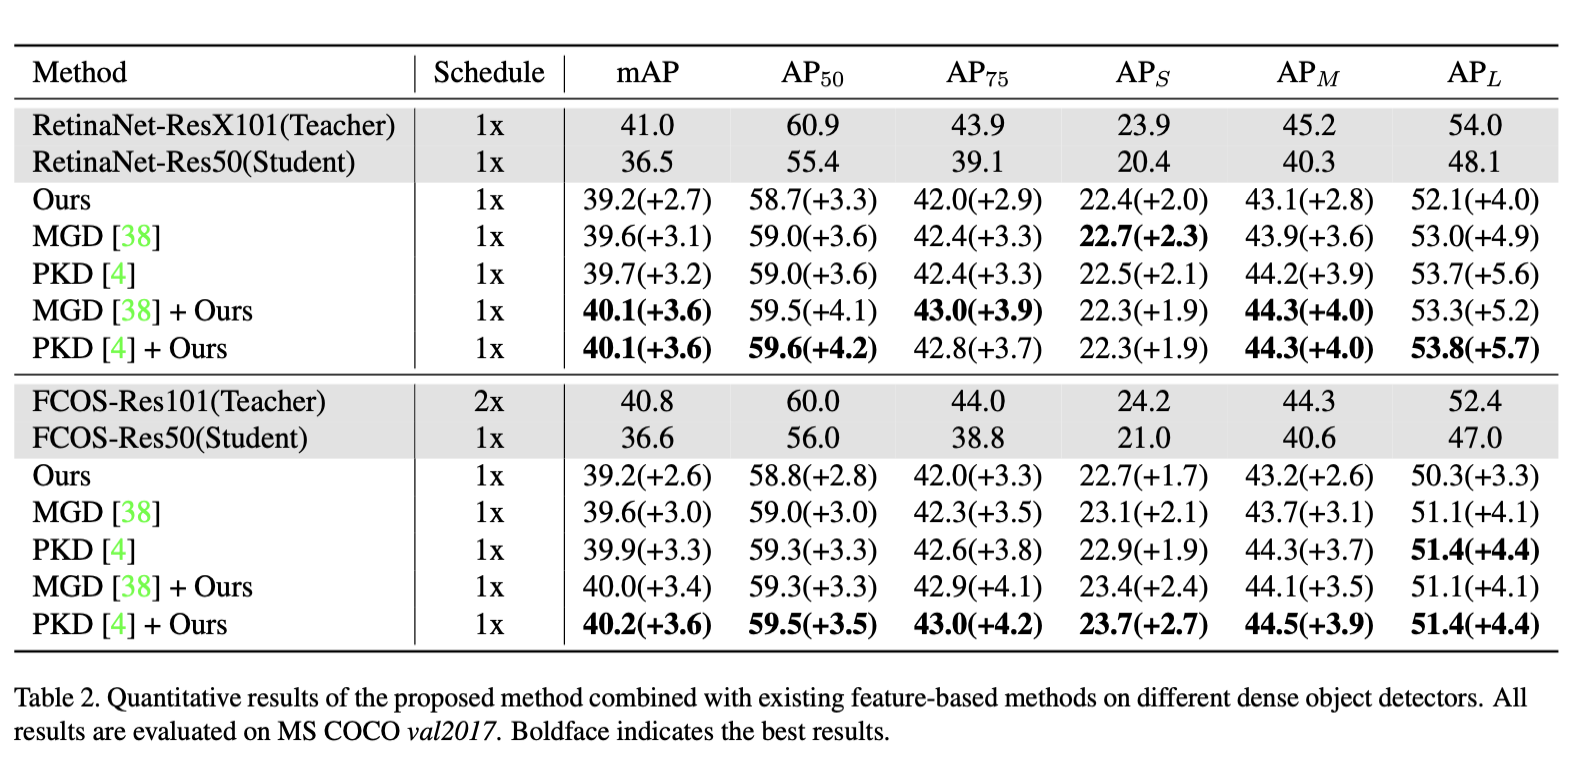 Method Schedule mAP AP50 AP75 APS APM APL
RetinaNet-ResX101(Teacher) 1x 41.0 60.9 43.9 23.9 45.2 54.0
RetinaNet-Res50(Student) 1x 36.5 55.4 39.1 20.4 40.3 48.1
Ours 1x 39.2(+2.7) 58.7(+3.3) 42.0(+2.9) 22.4(+2.0) 43.1(+2.8) 52.1(+4.0)
MGD [38] 1x 39.6(+3.1) 59.0(+3.6) 42.4(+3.3) 22.7(+2.3) 43.9(+3.6) 53.0(+4.9)
PKD [4] 1x 39.7(+3.2) 59.0(+3.6) 42.4(+3.3) 22.5(+2.1) 44.2(+3.9) 53.7(+5.6)
MGD [38] + Ours 1x 40.1(+3.6) 59.5(+4.1) 43.0(+3.9) 22.3(+1.9) 44.3(+4.0) 53.3(+5.2)
PKD [4] + Ours 1x 40.1(+3.6) 59.6(+4.2) 42.8(+3.7) 22.3(+1.9) 44.3(+4.0) 53.8(+5.7)
FCOS-Res101(Teacher) 2x 40.8 60.0 44.0 24.2 44.3 52.4
FCOS-Res50(Student) 1x 36.6 56.0 38.8 21.0 40.6 47.0
Ours 1x 39.2(+2.6) 58.8(+2.8) 42.0(+3.3) 22.7(+1.7) 43.2(+2.6) 50.3(+3.3)
MGD [38] 1x 39.6(+3.0) 59.0(+3.0) 42.3(+3.5) 23.1(+2.1) 43.7(+3.1) 51.1(+4.1)
PKD [4] 1x 39.9(+3.3) 59.3(+3.3) 42.6(+3.8) 22.9(+1.9) 44.3(+3.7) 51.4(+4.4)
MGD [38] + Ours 1x 40.0(+3.4) 59.3(+3.3) 42.9(+4.1) 23.4(+2.4) 44.1(+3.5) 51.1(+4.1)
PKD [4] + Ours 1x 40.2(+3.6) 59.5(+3.5) 43.0(+4.2) 23.7(+2.7) 44.5(+3.9) 51.4(+4.4)
Table 2. Quantitative results of the proposed method combined with existing feature-based methods on different dense object detectors. All
results are evaluated on MS COCO val2017. Boldface indicates the best results.